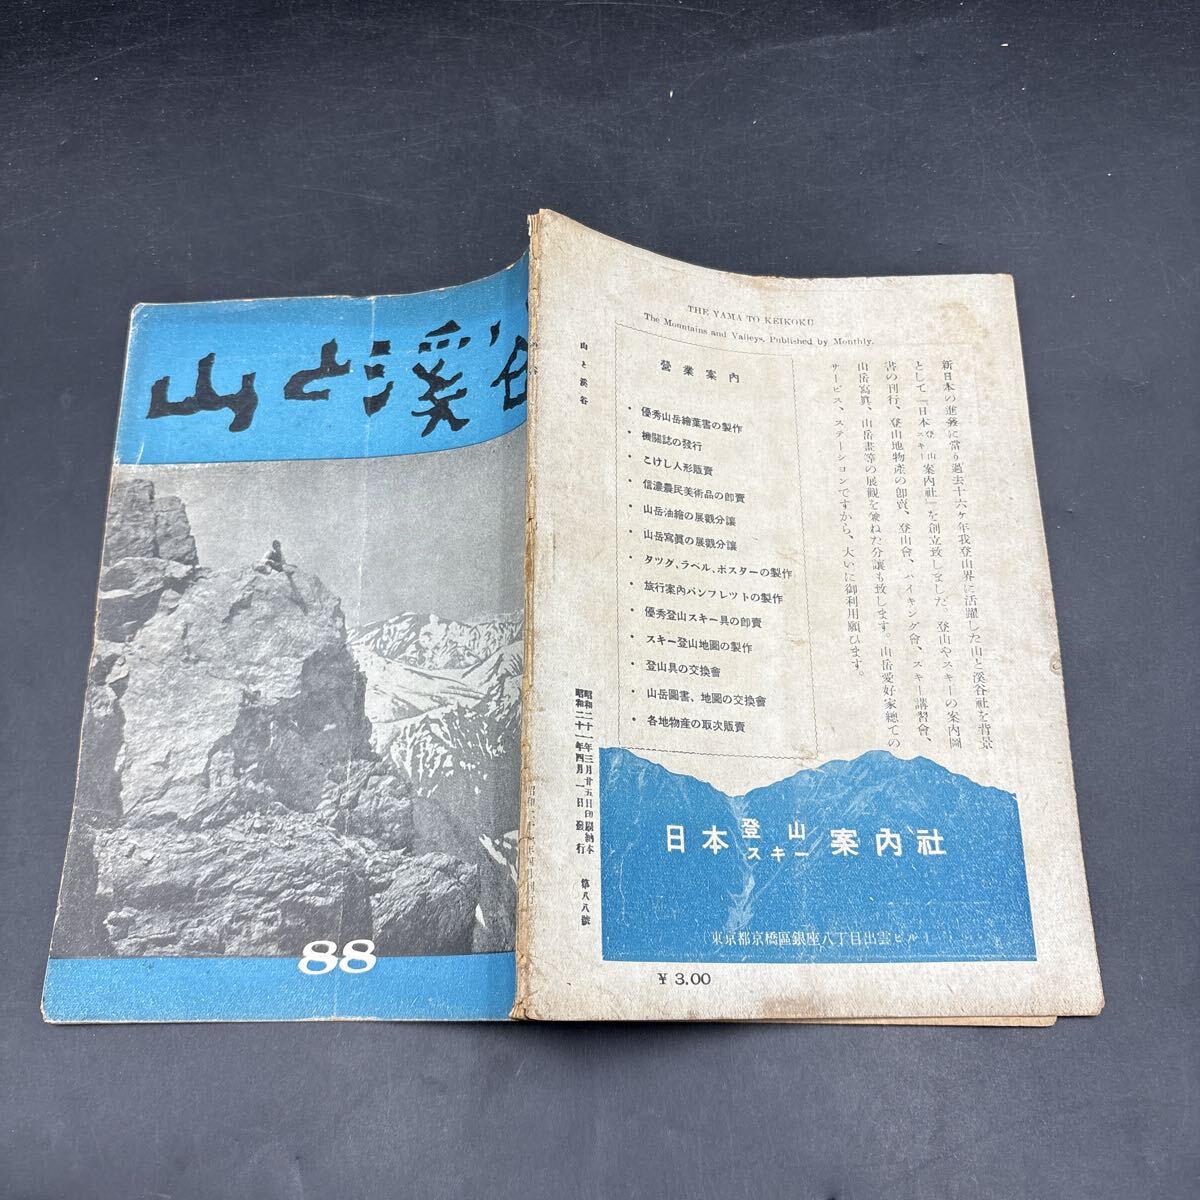 山と溪谷
88
THE YAMA TO KEIKOKU
The Mountains and Valleys. Published by Monthly.
新日本の進發に當り過去十六ケ年我登山界に活躍した山と溪谷社を背景
として『日本登山スキー案內社』を創立致しました。登山やスキーの案內圖
書の刊行、登山地物產の卽賣、登山會、ハイキング會、スキー講習會、
山岳寫眞、山岳畫等の展觀を兼ねた分讓も致します。山岳愛好家總ての
サービス、ステーションですから、大いに御利用願ひます。
營業案內
・優秀山岳繪葉書の製作
・機關誌の發行
・こけし人形販賣
・信濃農民美術品の卽賣
・山岳油繪の展觀分讓
・山岳寫眞の展觀分讓
・タツグ、ラベル、ポスターの製作
・旅行案內パンフレツトの製作
・優秀登山スキー具の卽賣
・スキー登山地圖の製作
・登山具の交換會
・山岳圖書、地圖の交換會
・各地物產の取次販賣
山と溪谷
昭和二十一年三月廿五日印刷納本
昭和二十一年四月一日發行
第八八號
日本登山スキー案內社
(東京都京橋區銀座八丁目出雲ビル)
¥ 3.00